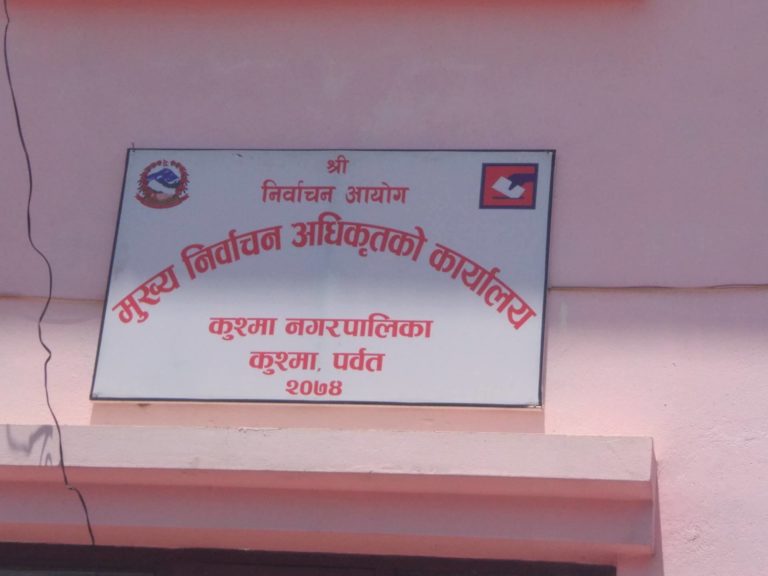 श्री
निर्वाचन आयोग
मुख्य निर्वाचन अधिकृतको कार्यालय
कुश्मा नगरपालिका
कुश्मा, पर्वत
२०७४